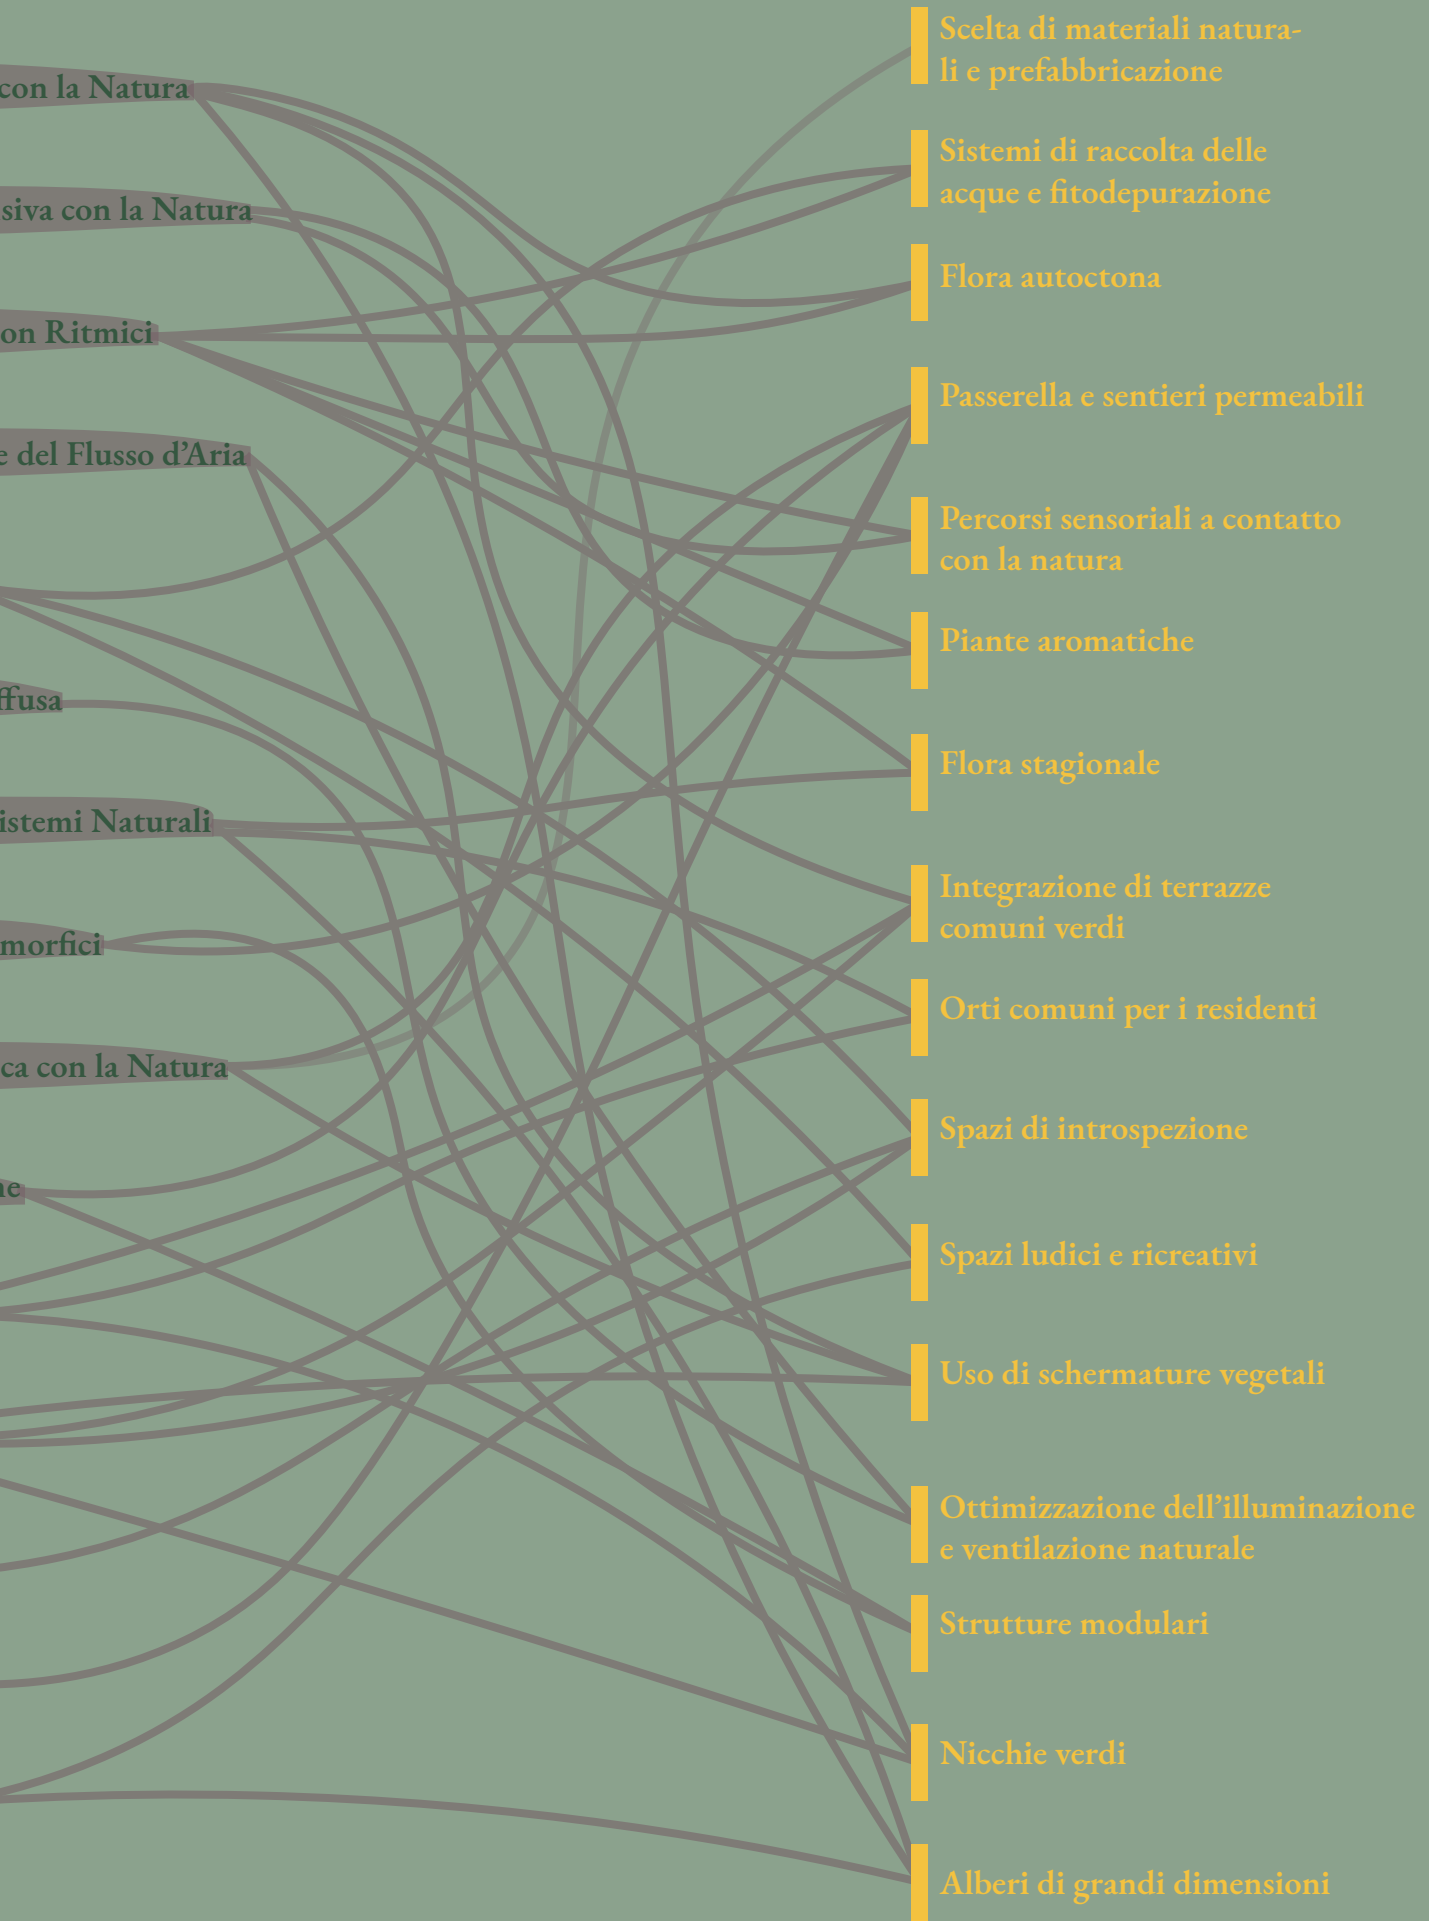 con la Natura
siva con la Natura
on Ritmici
e del Flusso d’Aria
ffusa
istemi Naturali
morfici
ca con la Natura
ne
Scelta di materiali natura-
li e prefabbricazione
Sistemi di raccolta delle
acque e fitodepurazione
Flora autoctona
Passerella e sentieri permeabili
Percorsi sensoriali a contatto
con la natura
Piante aromatiche
Flora stagionale
Integrazione di terrazze
comuni verdi
Orti comuni per i residenti
Spazi di introspezione
Spazi ludici e ricreativi
Uso di schermature vegetali
Ottimizzazione dell’illuminazione
e ventilazione naturale
Strutture modulari
Nicchie verdi
Alberi di grandi dimensioni